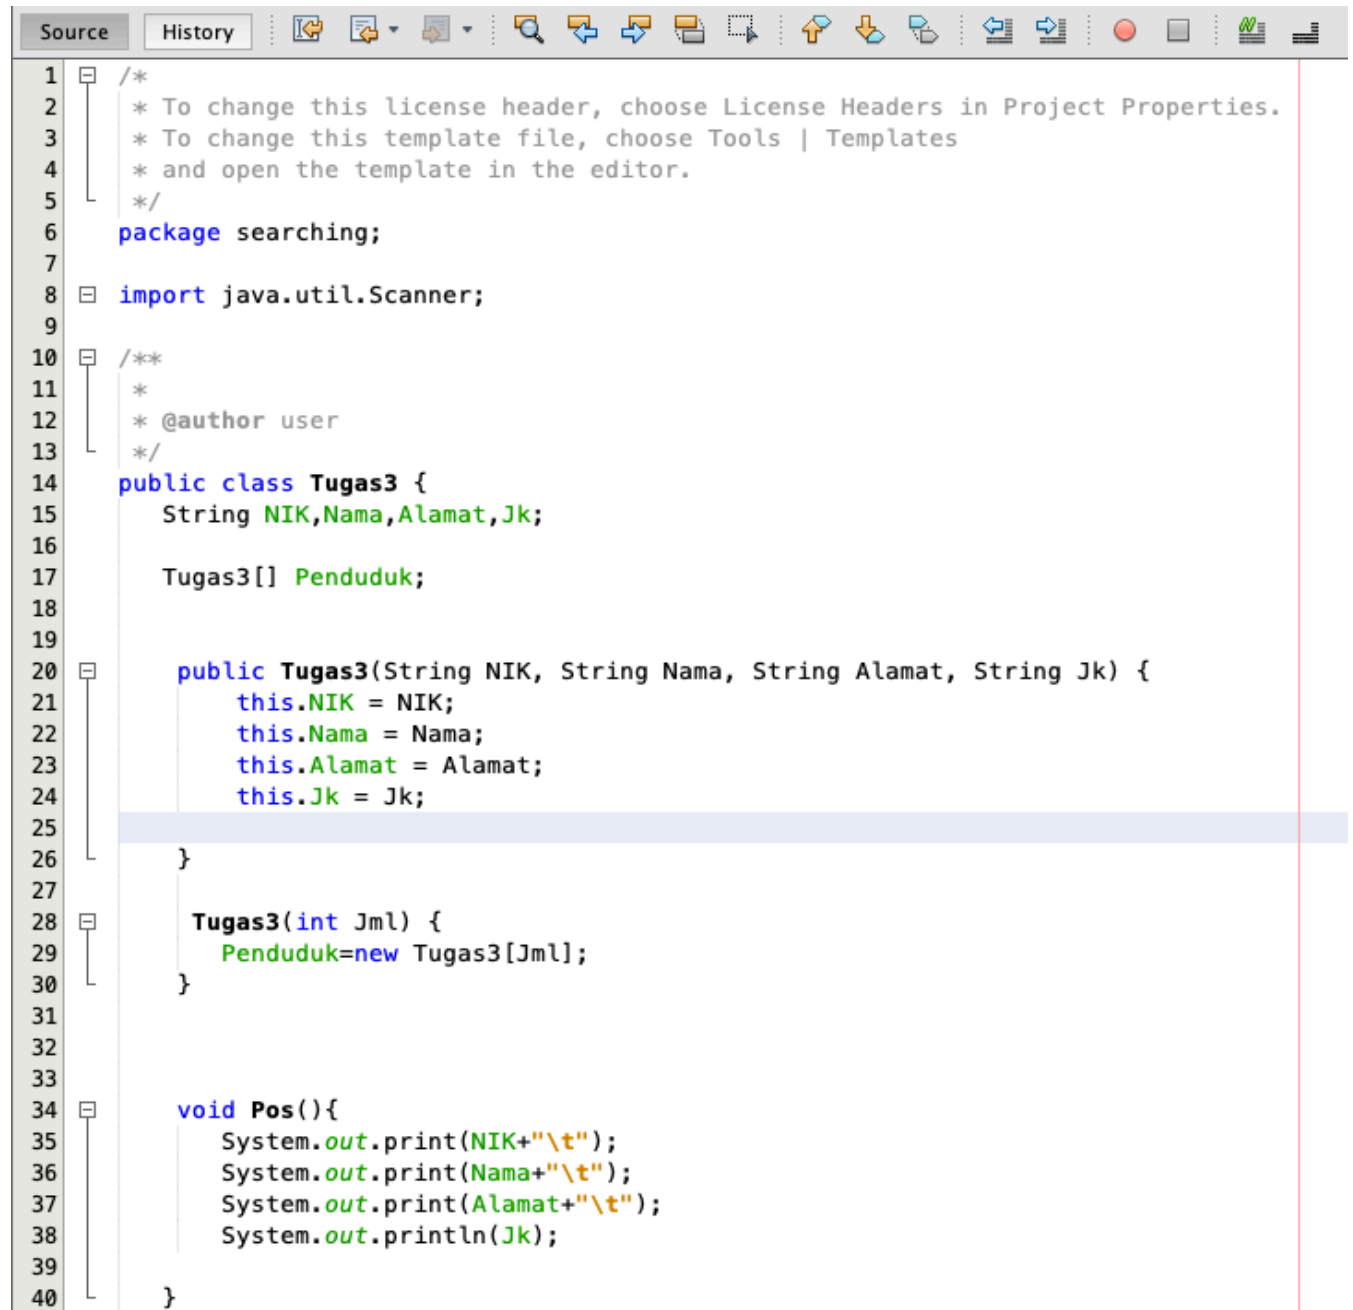 Source History
1 /*
2 * To change this license header, choose License Headers in Project Properties.
3 * To change this template file, choose Tools | Templates
4 * and open the template in the editor.
5 */
6 package searching;
7
8 import java.util.Scanner;
9
10 /**
11 *
12 * @author user
13 */
14 public class Tugas3 {
15 String NIK,Nama,Alamat,Jk;
16
17 Tugas3[] Penduduk;
18
19
20 public Tugas3(String NIK, String Nama, String Alamat, String Jk) {
21 this.NIK = NIK;
22 this.Nama = Nama;
23 this.Alamat = Alamat;
24 this.Jk = Jk;
25
26 }
27
28 Tugas3(int Jml) {
29 Penduduk=new Tugas3[Jml];
30 }
31
32
33
34 void Pos(){
35 System.out.print(NIK+"\t");
36 System.out.print(Nama+"\t");
37 System.out.print(Alamat+"\t");
38 System.out.println(Jk);
39
40 }